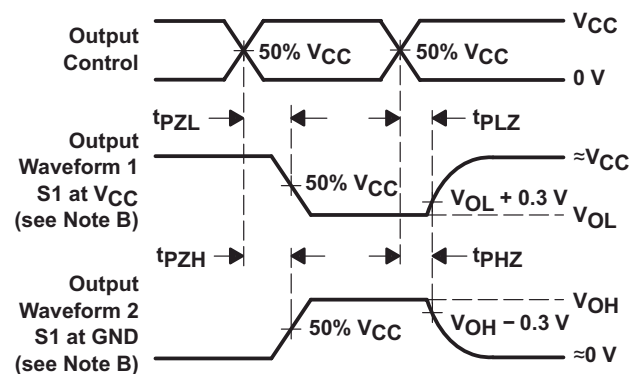 Output
Control
50% VCC
50% VCC
VCC
0 V
tPZL
tPLZ
Output
Waveform 1
S1 at VCC
(see Note B)
50% VCC
≈VCC
VOL + 0.3 V
VOL
tPZH
tPHZ
Output
Waveform 2
S1 at GND
(see Note B)
50% VCC
VOH
VOH − 0.3 V
≈0 V